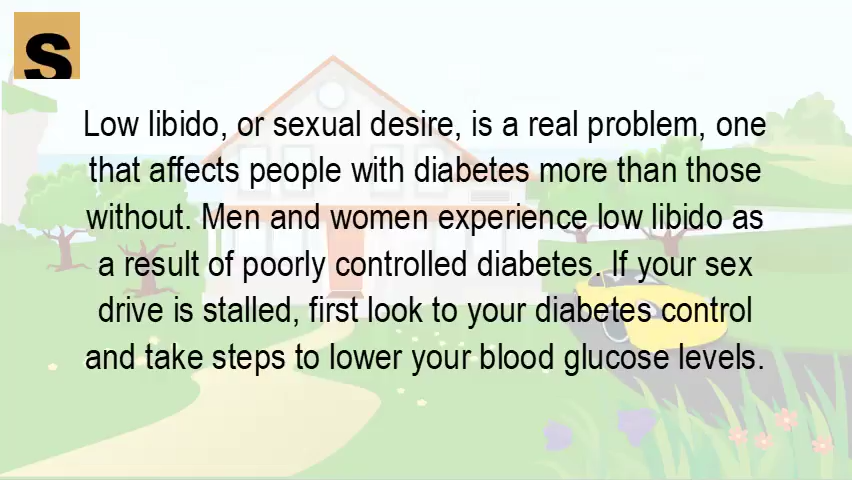 S
Low libido, or sexual desire, is a real problem, one
that affects people with diabetes more than those
without. Men and women experience low libido as
a result of poorly controlled diabetes. If your sex
drive is stalled, first look to your diabetes control
and take steps to lower your blood glucose levels.